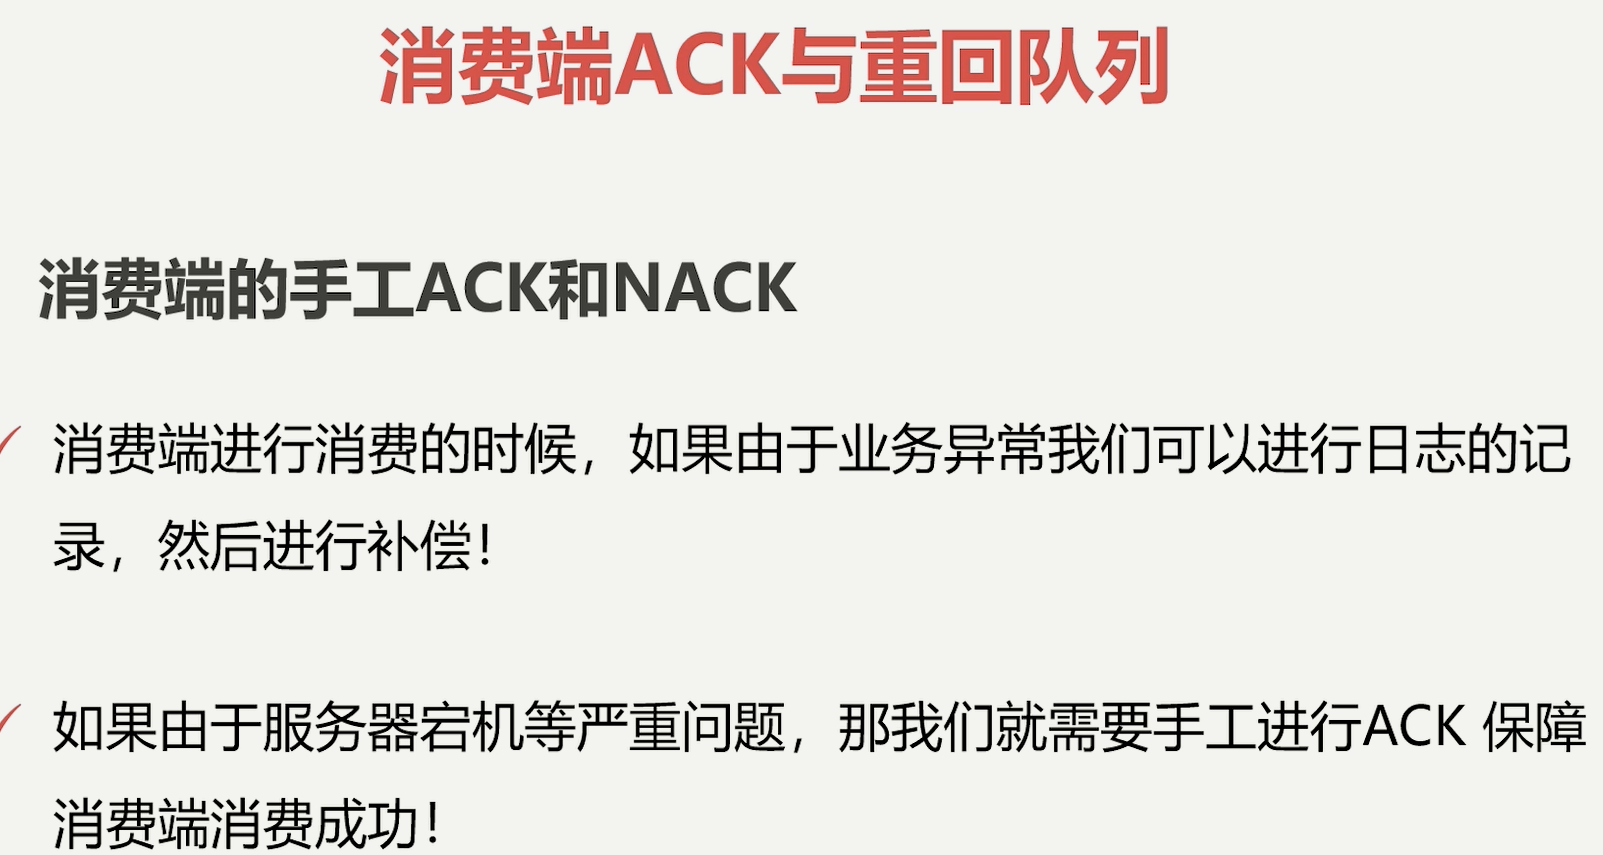 消费端ACK与重回队列
消费端的手工ACK和NACK
消费端进行消费的时候，如果由于业务异常我们可以进行日志的记
录，然后进行补偿！
如果由于服务器宕机等严重问题，那我们就需要手工进行ACK 保障
消费端消费成功！